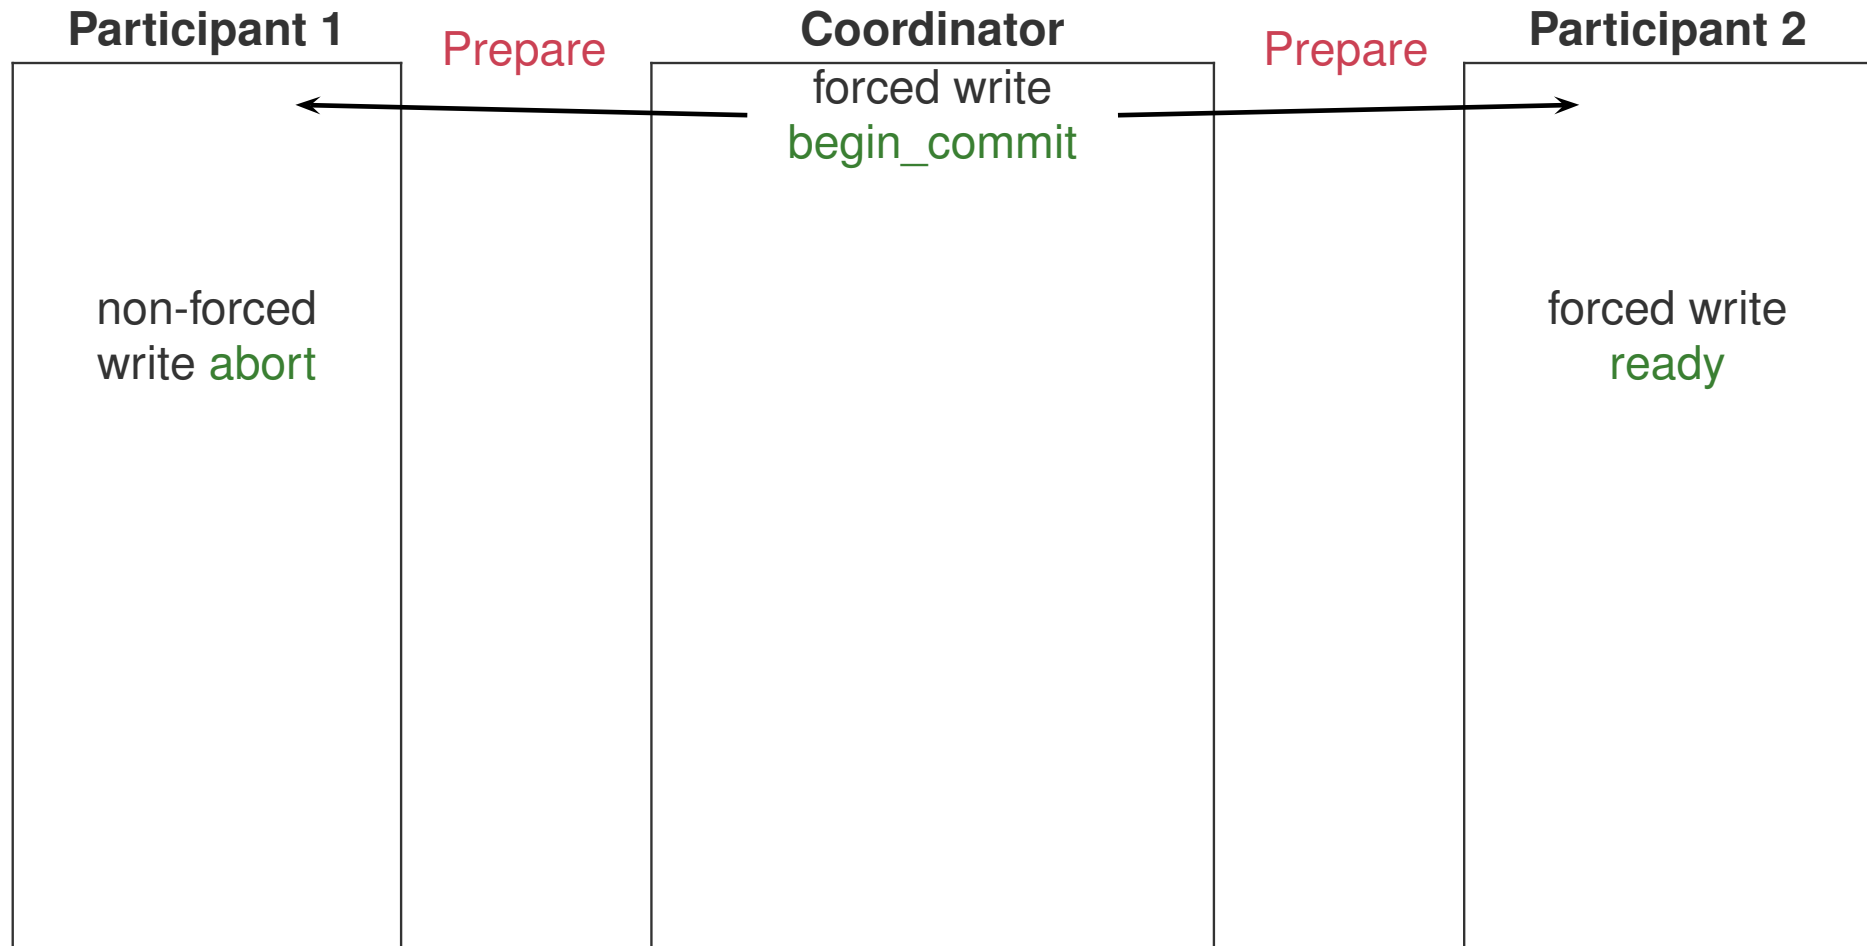 Participant 1
Prepare
Coordinator
Prepare
Participant 2
forced write
begin_commit
non-forced
write abort
forced write
ready